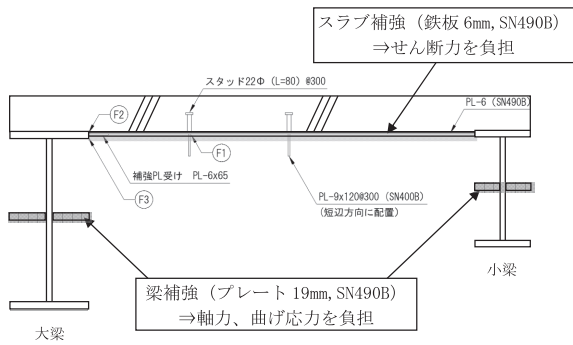 スラブ補強（鉄板 6mm, SN490B）
⇒せん断力を負担
スタッド22Φ（L=80）@300
PL-6（SN490B）
F2
F1
補強PL受け PL-6x65
F3
PL-9x120@300（SN400B）
（短辺方向に配置）
梁補強（プレート 19mm, SN490B）
⇒軸力、曲げ応力を負担
小梁
大梁